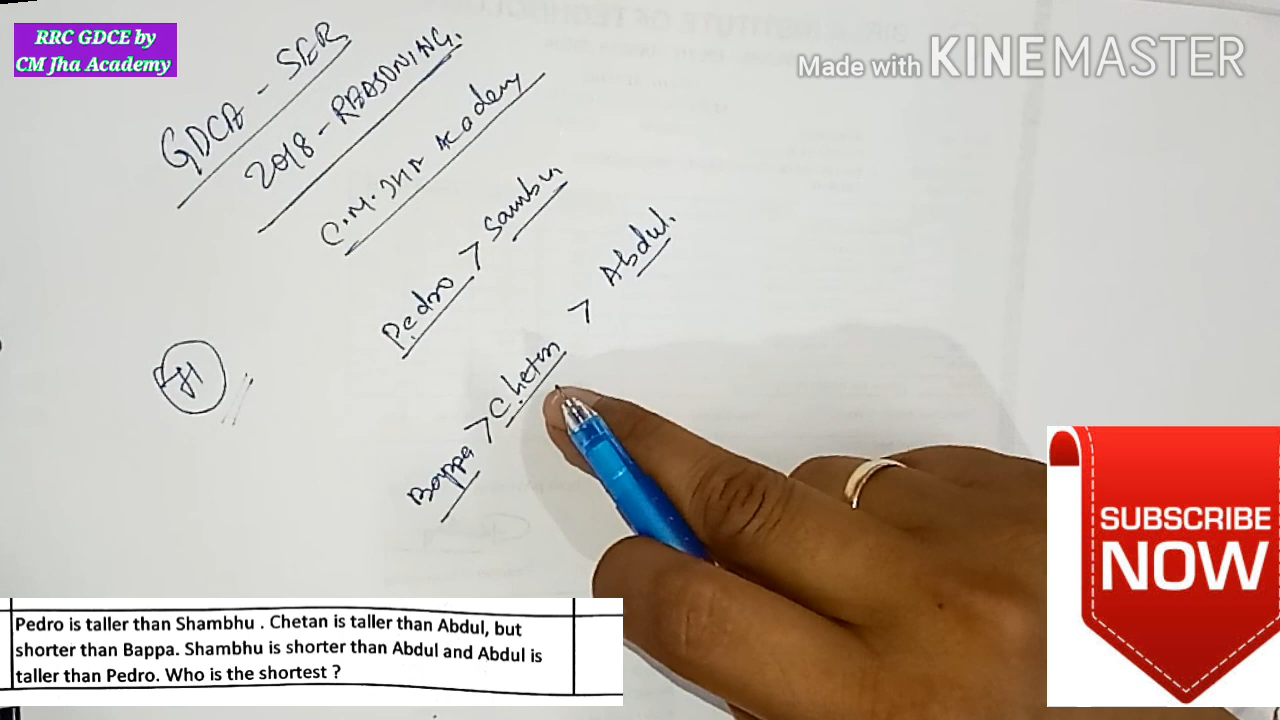 RRC GDCE by
CM Jha Academy
Made with KINEMASTER
GDCA - SER
2018 - REASONING.
C.M. JHA Academy
Pedro > Sambu
Bappa > Chetan > Abdul.
SUBSCRIBE
NOW
Pedro is taller than Shambhu . Chetan is taller than Abdul, but
shorter than Bappa. Shambhu is shorter than Abdul and Abdul is
taller than Pedro. Who is the shortest ?